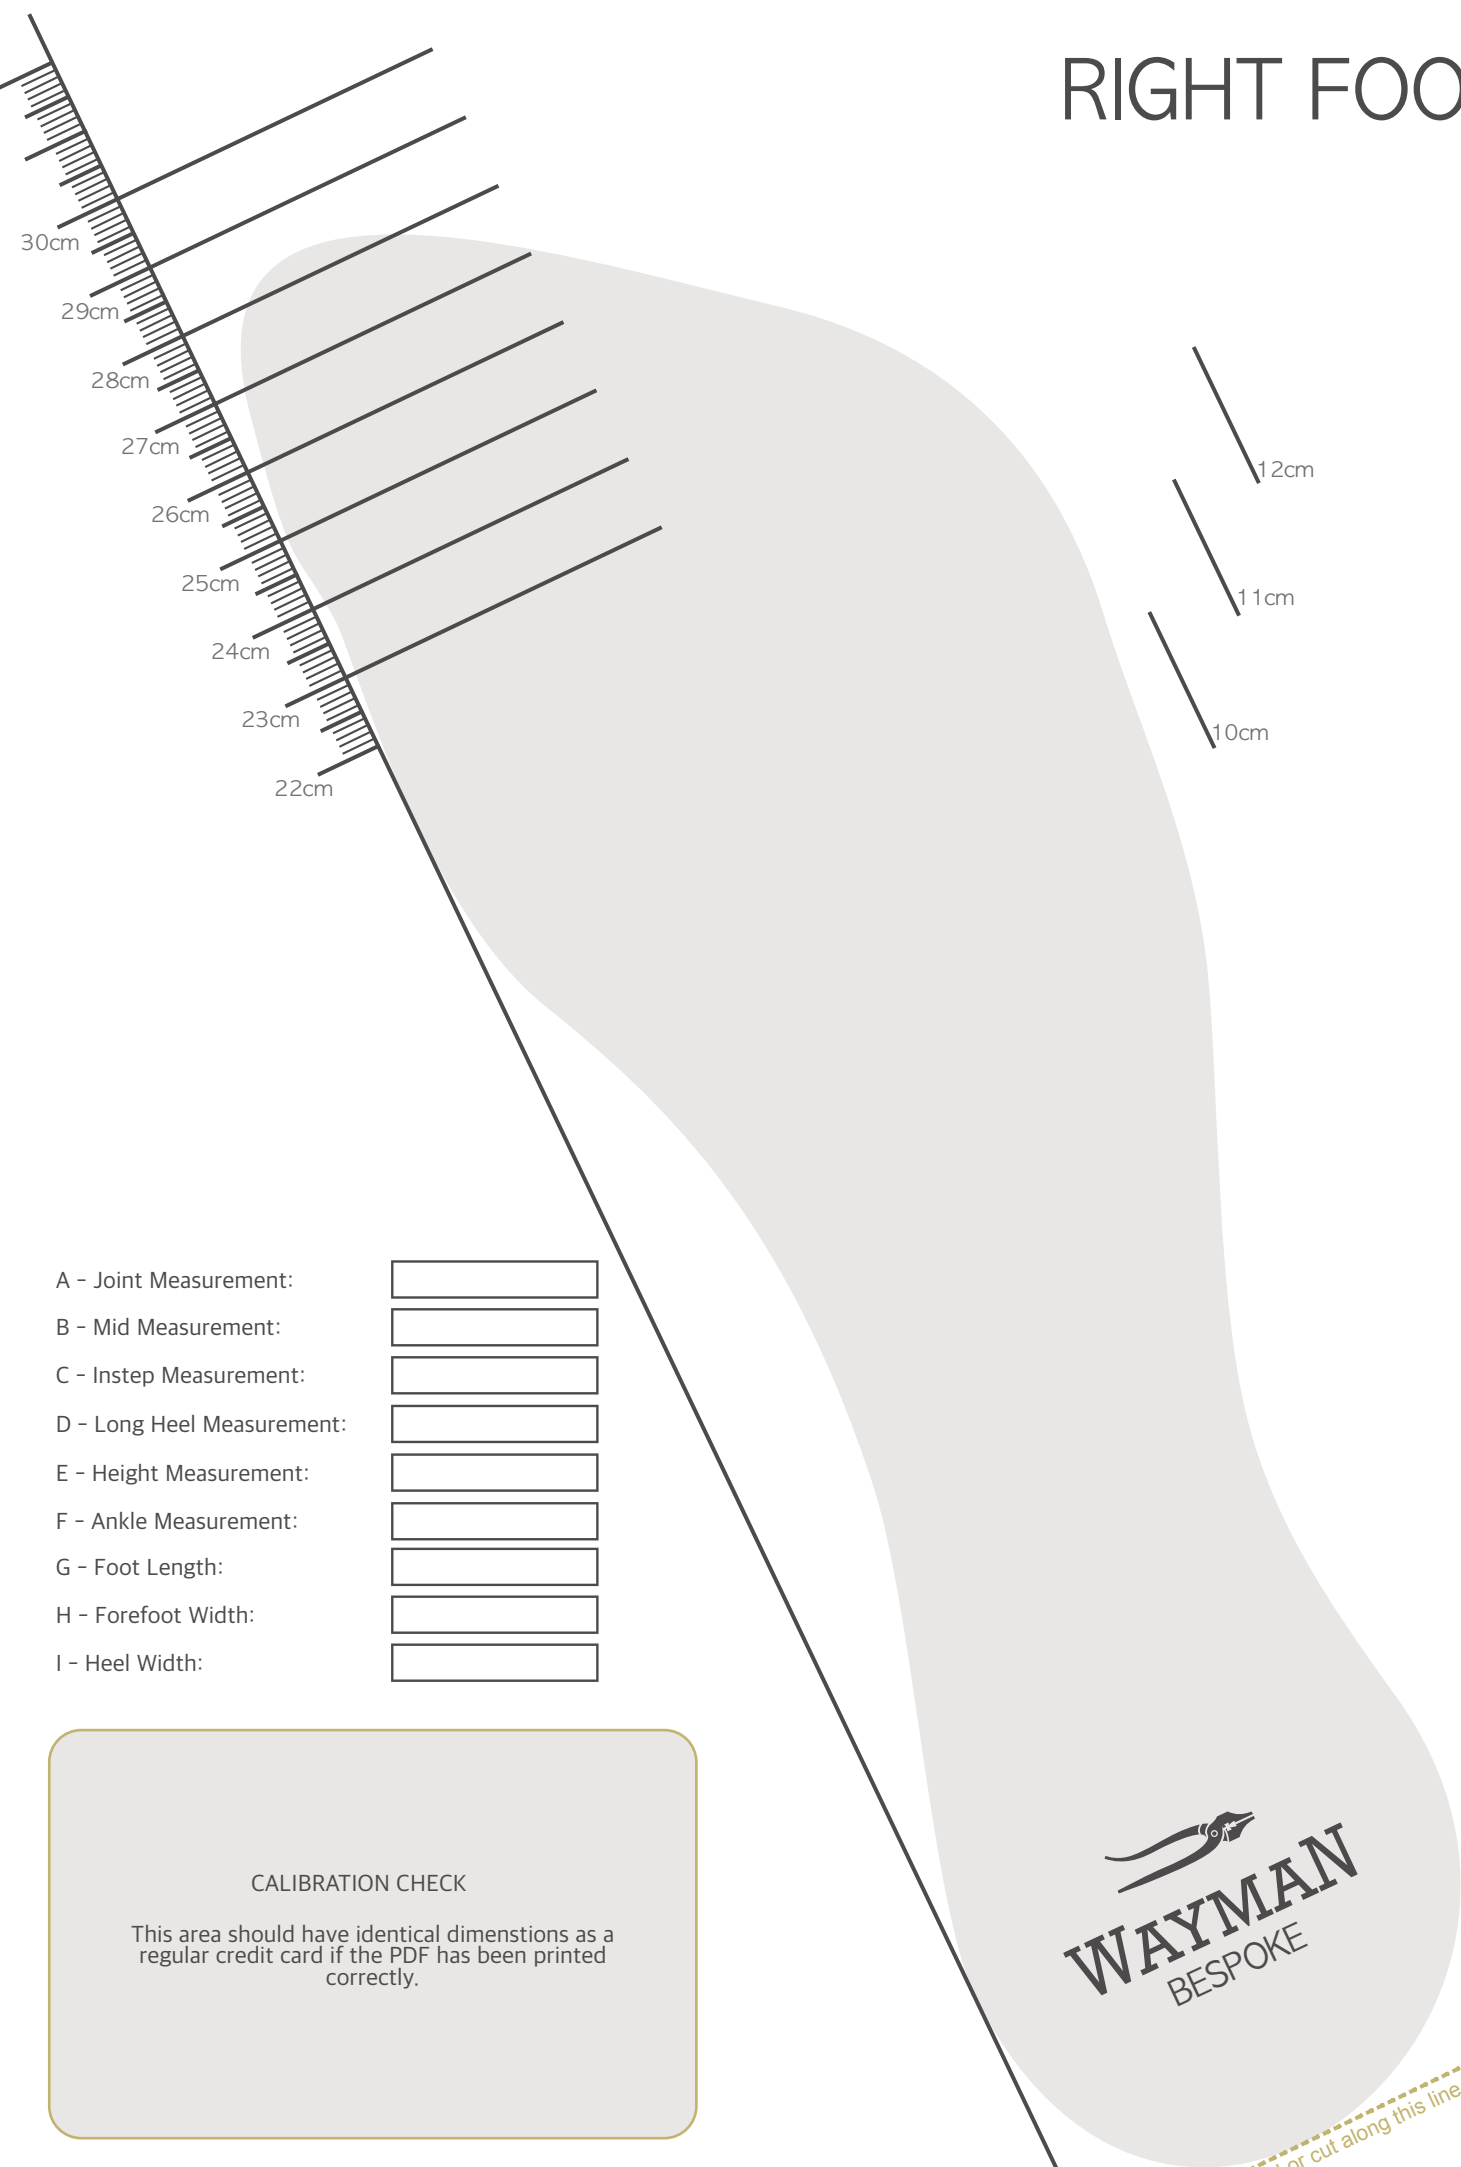 RIGHT FOO
30cm
29cm
28cm
27cm
26cm
25cm
24cm
23cm
22cm
12cm
11cm
10cm
A - Joint Measurement:
B - Mid Measurement:
C - Instep Measurement:
D - Long Heel Measurement:
E - Height Measurement:
F - Ankle Measurement:
G - Foot Length:
H - Forefoot Width:
I - Heel Width:
CALIBRATION CHECK
This area should have identical dimenstions as a
regular credit card if the PDF has been printed
correctly.
WAYMAN
BESPOKE
or cut along this line